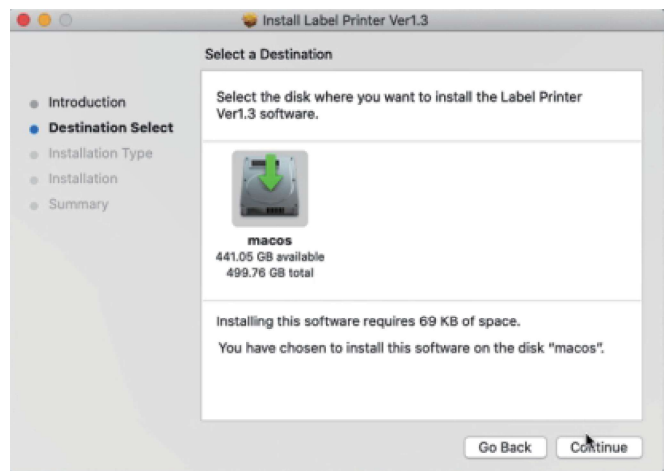 Install Label Printer Ver1.3
Select a Destination
Introduction
Destination Select
Installation Type
Installation
Summary
Select the disk where you want to install the Label Printer
Ver1.3 software.
macos
441.05 GB available
499.76 GB total
Installing this software requires 69 KB of space.
You have chosen to install this software on the disk “macos”.
Go Back
Continue